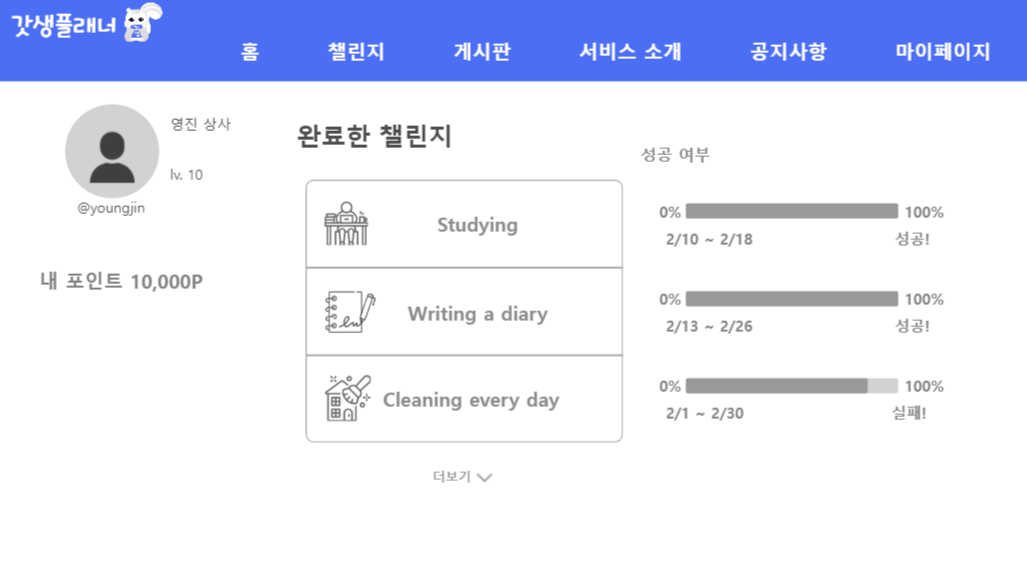 갓생플래너
홈 챌린지 게시판 서비스 소개 공지사항 마이페이지
영진 상사
lv. 10
@youngjin
내 포인트 10,000P
완료한 챌린지
성공 여부
Studying
0% 100%
2/10 ~ 2/18 성공!
Writing a diary
0% 100%
2/13 ~ 2/26 성공!
Cleaning every day
0% 100%
2/1 ~ 2/30 실패!
더보기